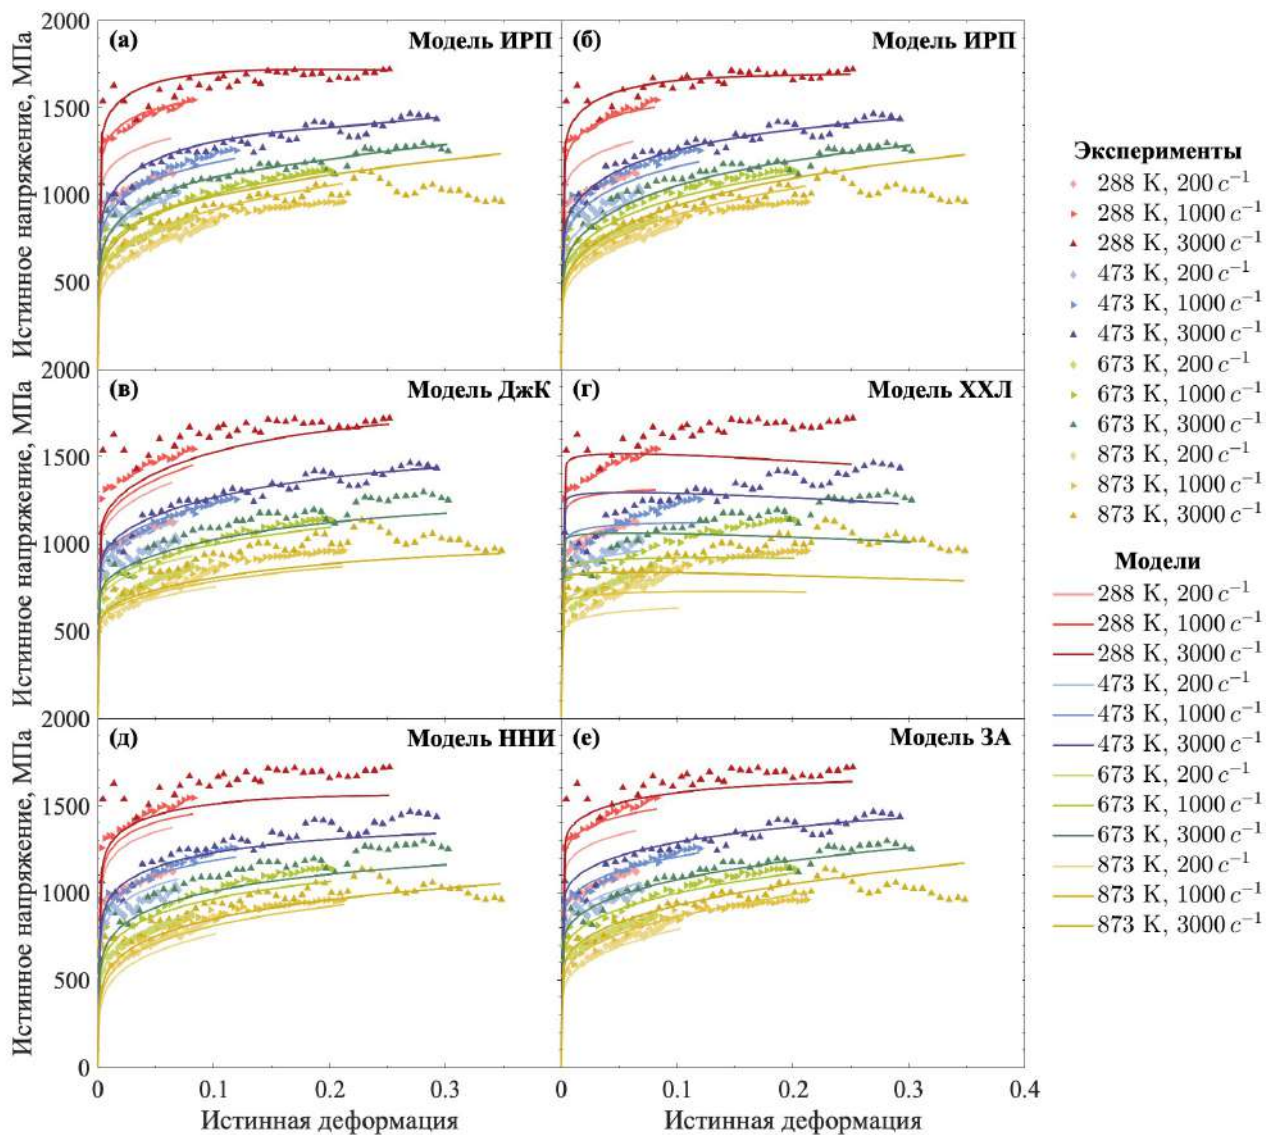 2000
(а)
Модель ИРП
(б)
Модель ИРП
1500
1000
500
Истинное напряжение, МПа
2000
(в)
Модель ДжК
(г)
Модель ХХЛ
1500
1000
500
Истинное напряжение, МПа
2000
(д)
Модель ННИ
(е)
Модель ЗА
1500
1000
500
0
Истинное напряжение, МПа
0 0.1 0.2 0.3 0 0.1 0.2 0.3 0.4
Истинная деформация
Истинная деформация
Эксперименты
288 K, 200 c⁻¹
288 K, 1000 c⁻¹
288 K, 3000 c⁻¹
473 K, 200 c⁻¹
473 K, 1000 c⁻¹
473 K, 3000 c⁻¹
673 K, 200 c⁻¹
673 K, 1000 c⁻¹
673 K, 3000 c⁻¹
873 K, 200 c⁻¹
873 K, 1000 c⁻¹
873 K, 3000 c⁻¹
Модели
288 K, 200 c⁻¹
288 K, 1000 c⁻¹
288 K, 3000 c⁻¹
473 K, 200 c⁻¹
473 K, 1000 c⁻¹
473 K, 3000 c⁻¹
673 K, 200 c⁻¹
673 K, 1000 c⁻¹
673 K, 3000 c⁻¹
873 K, 200 c⁻¹
873 K, 1000 c⁻¹
873 K, 3000 c⁻¹